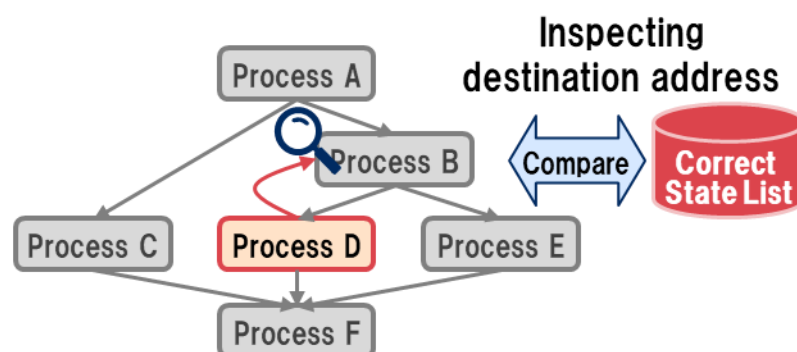 Inspecting
destination address
Process A
Process B
Compare
Correct
State List
Process C
Process D
Process E
Process F